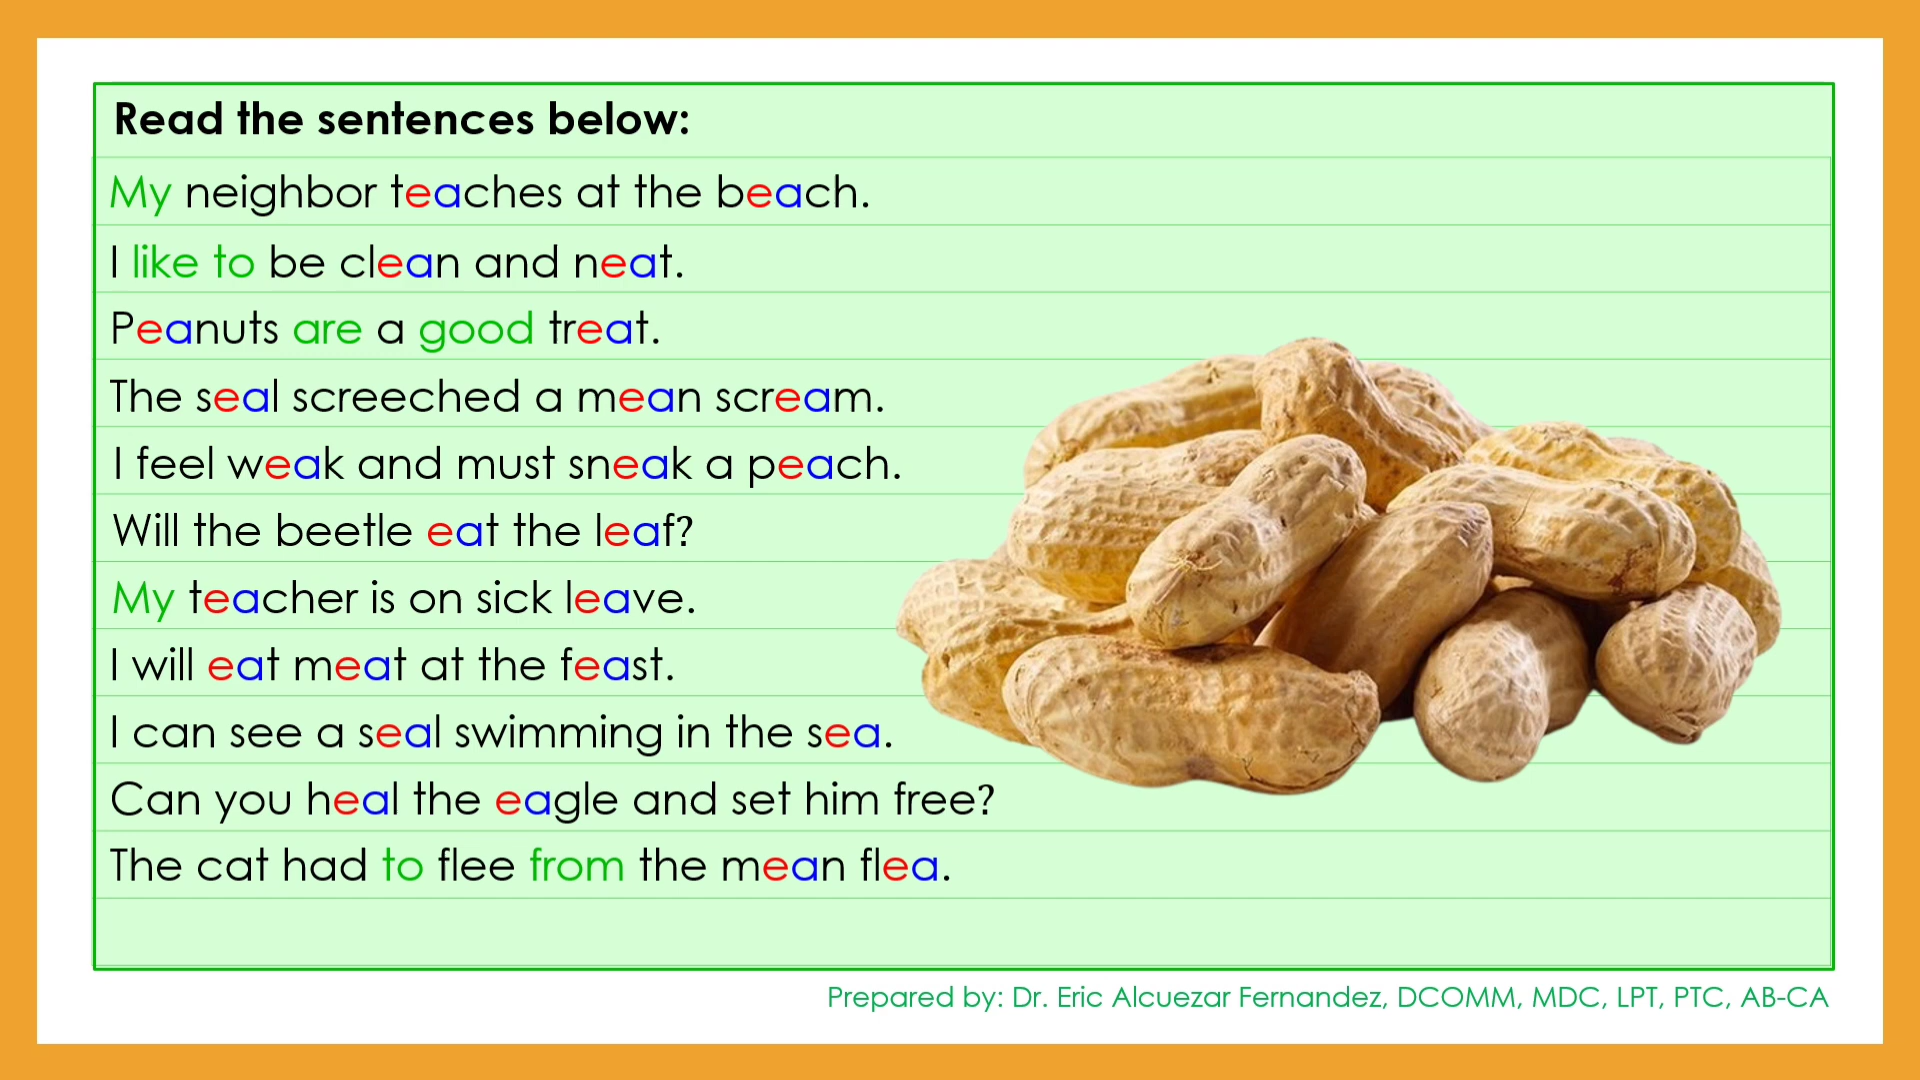 Read the sentences below:
My neighbor teaches at the beach.
I like to be clean and neat.
Peanuts are a good treat.
The seal screeched a mean scream.
I feel weak and must sneak a peach.
Will the beetle eat the leaf?
My teacher is on sick leave.
I will eat meat at the feast.
I can see a seal swimming in the sea.
Can you heal the eagle and set him free?
The cat had to flee from the mean flea.
Prepared by: Dr. Eric Alcuezar Fernandez, DCOMM, MDC, LPT, PTC, AB-CA